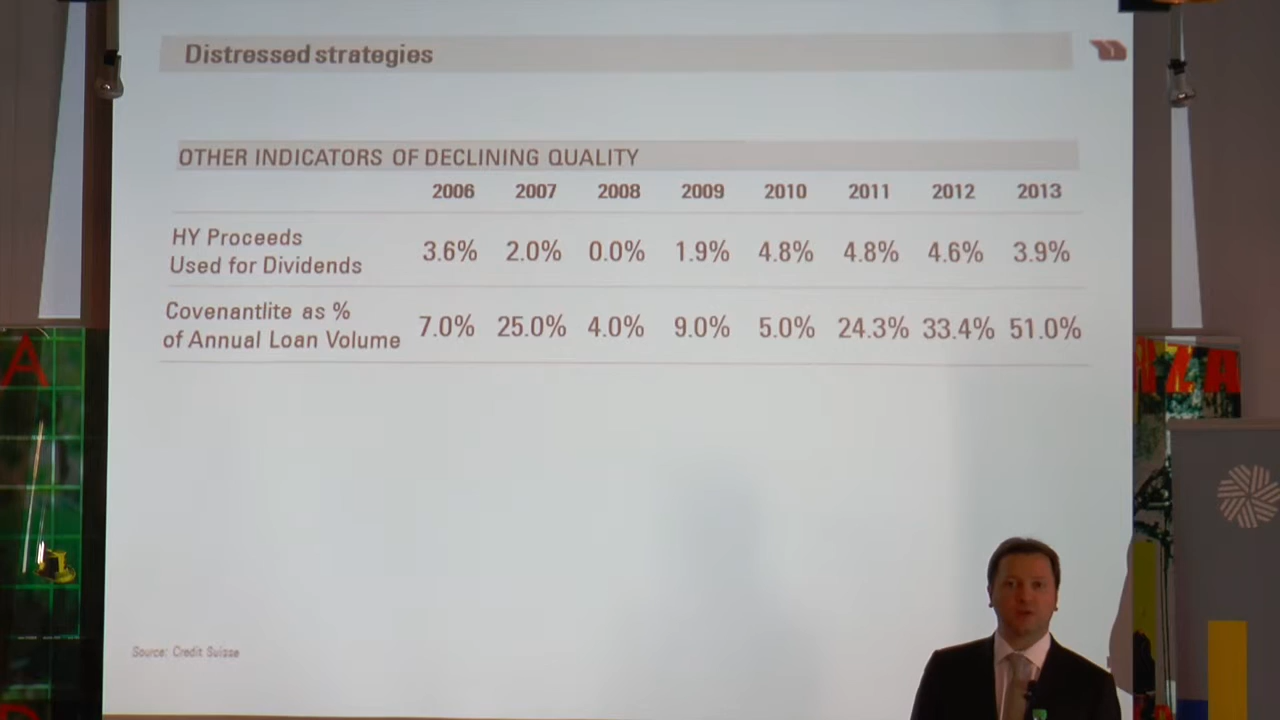 Distressed strategies
OTHER INDICATORS OF DECLINING QUALITY
2006 2007 2008 2009 2010 2011 2012 2013
HY Proceeds
Used for Dividends
3.6% 2.0% 0.0% 1.9% 4.8% 4.8% 4.6% 3.9%
Covenantlite as %
of Annual Loan Volume
7.0% 25.0% 4.0% 9.0% 5.0% 24.3% 33.4% 51.0%
Source: Credit Suisse
A